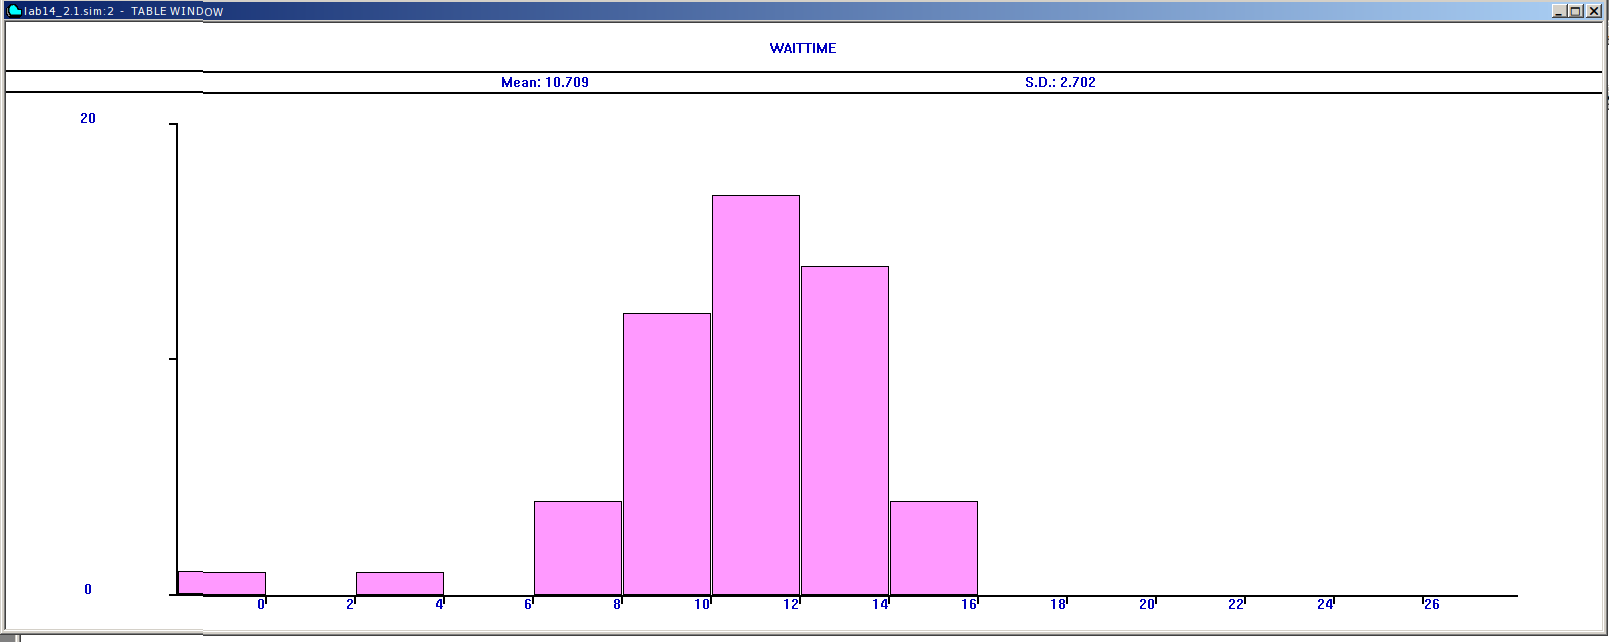 lab14_2.1.sim:2 - TABLE WINDOW
WAITTIME
Mean: 10.709 S.D.: 2.702
20
0
0 2 4 6 8 10 12 14 16 18 20 22 24 26